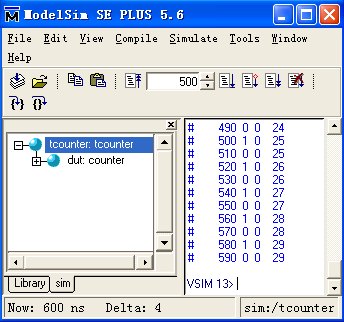 ModelSim SE PLUS 5.6
File Edit View Compile Simulate Tools Window
Help
500
tcounter: tcounter
dut: counter
Library sim
# 490 0 0 24
# 500 1 0 25
# 510 0 0 25
# 520 1 0 26
# 530 0 0 26
# 540 1 0 27
# 550 0 0 27
# 560 1 0 28
# 570 0 0 28
# 580 1 0 29
# 590 0 0 29
VSIM 13>
Now: 600 ns Delta: 4 sim:/tcounter